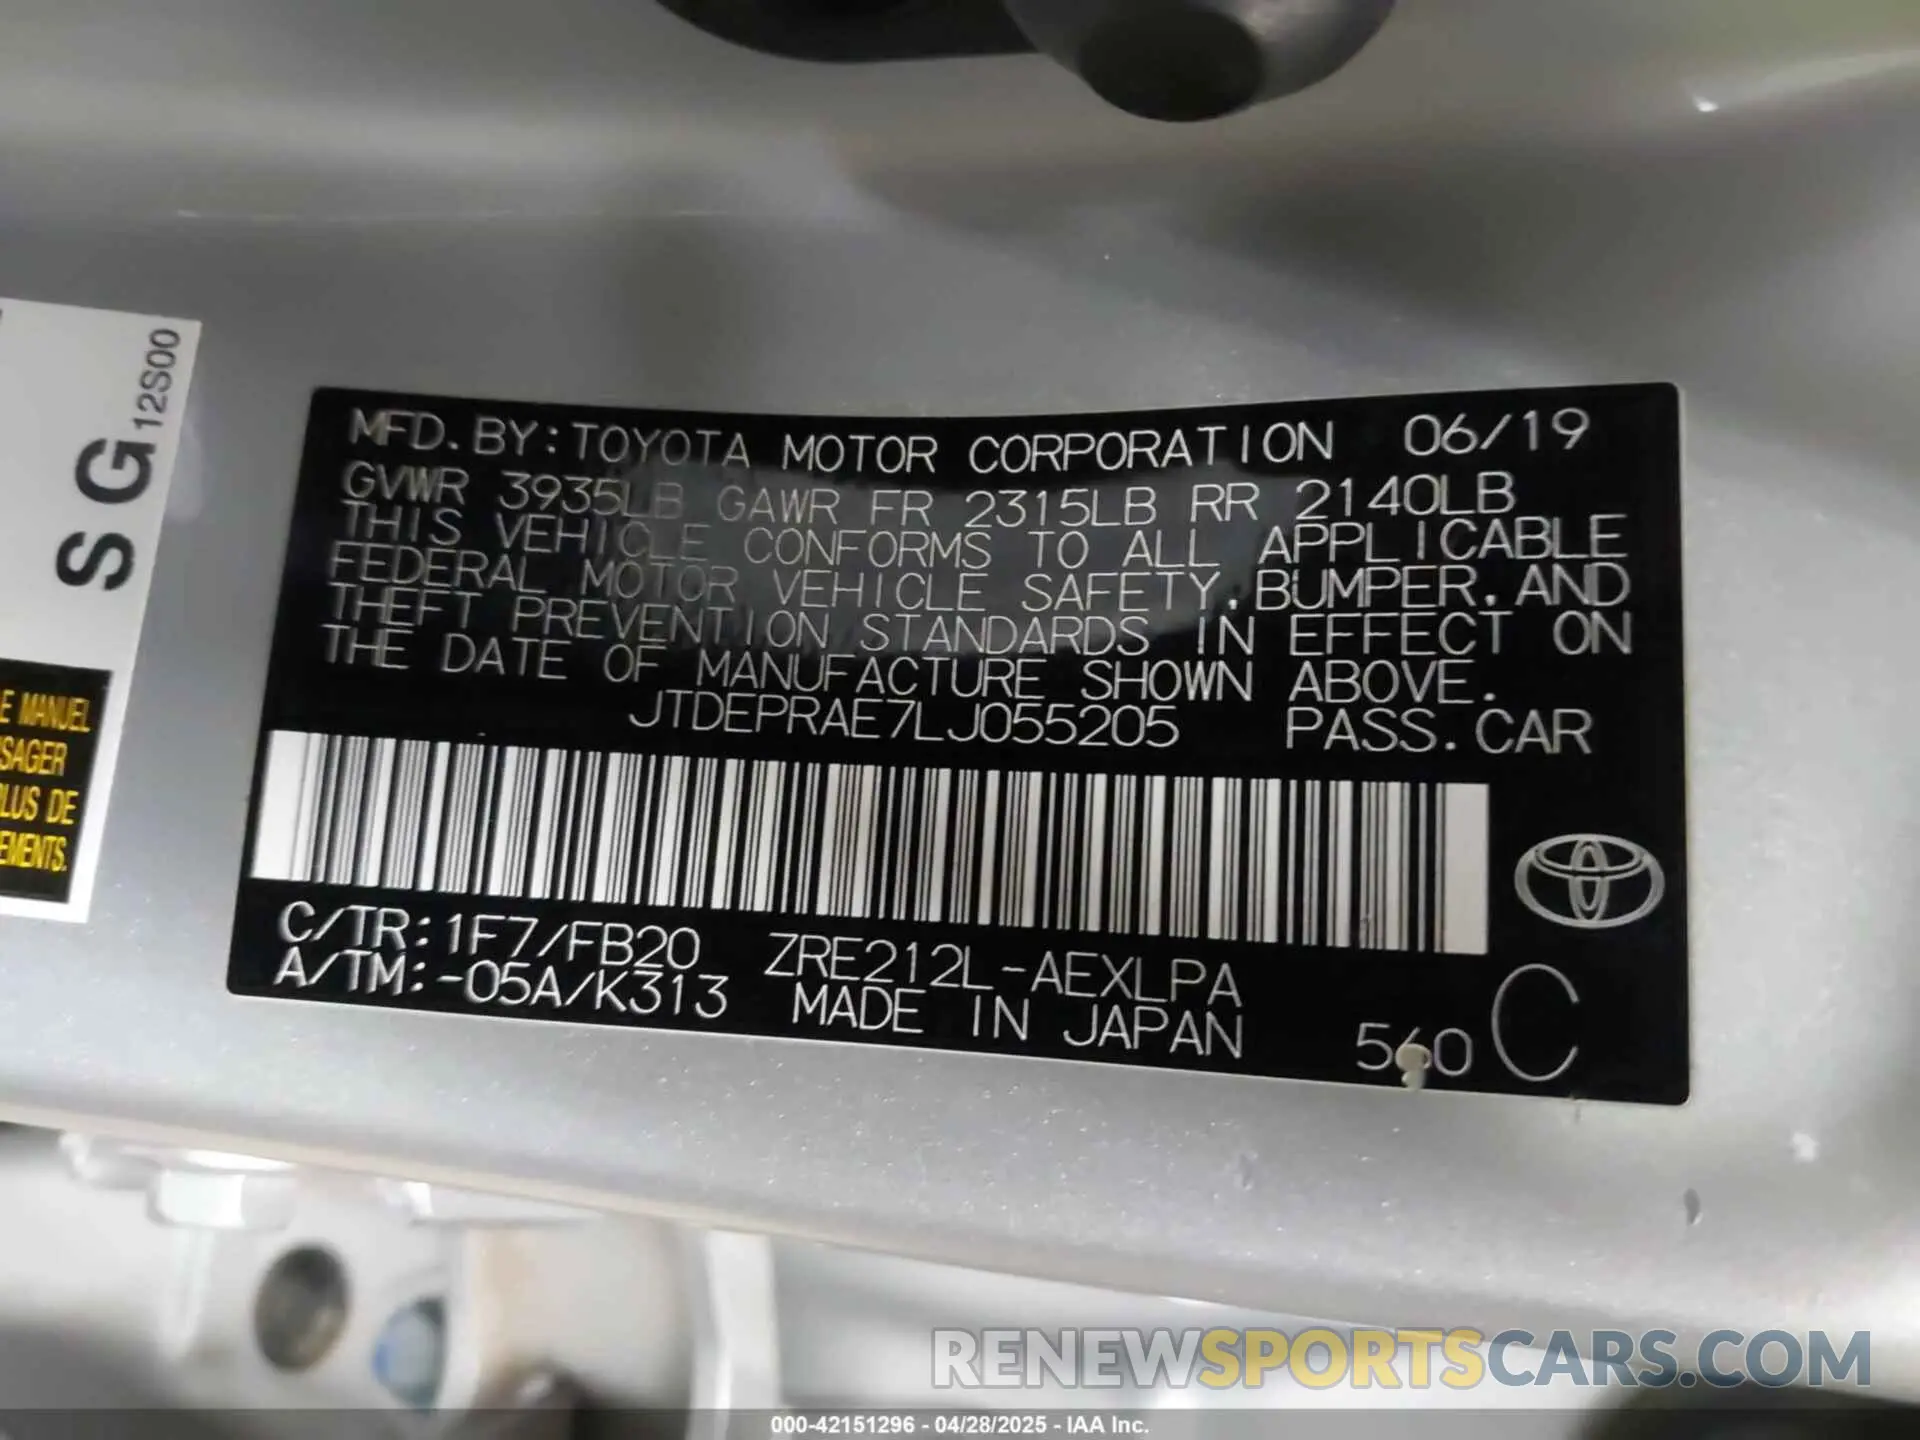 SG12S00
E MANUEL
SAGER
PLUS DE
EMENTS.
MFD. BY: TOYOTA MOTOR CORPORATION 06/19
GVWR 3935LB GAWR FR 2315LB RR 2140LB
THIS VEHICLE CONFORMS TO ALL APPLICABLE
FEDERAL MOTOR VEHICLE SAFETY, BUMPER, AND
THEFT PREVENTION STANDARDS IN EFFECT ON
THE DATE OF MANUFACTURE SHOWN ABOVE.
JTDEPRAE7LJ055205 PASS. CAR
C/TR: 1F7/FB20 ZRE212L-AEXLPA
A/TM: -05A/K313 MADE IN JAPAN
560 C
RENEWSPORTSCARS.COM
000-42151296 - 04/28/2025 - IAA Inc.